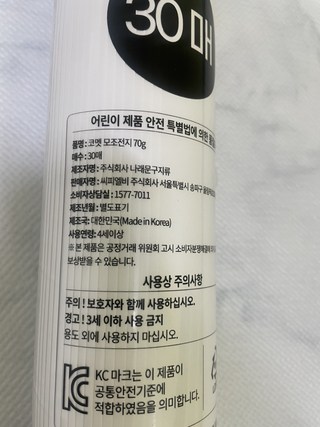 30 매
어린이 제품 안전 특별법에 의한
품명 : 코멧 모조전지 70g
매수 : 30매
제조자명 : 주식회사 나래문구지류
판매자명 : 씨피엘비 주식회사 서울특별시 송파구
소비자상담실 : 1577-7011
제조년월 : 별도표기
제조국 : 대한민국(Made in Korea)
사용연령 : 4세이상
※ 본 제품은 공정거래 위원회 고시 소비자분쟁해결
보상받을 수 있습니다.
사용상 주의사항
주의 ! 보호자와 함께 사용하십시오.
경고 ! 3세 이하 사용 금지
용도 외에 사용하지 마십시오.
KC 마크는 이 제품이
공통안전기준에
적합하였음을 의미합니다.